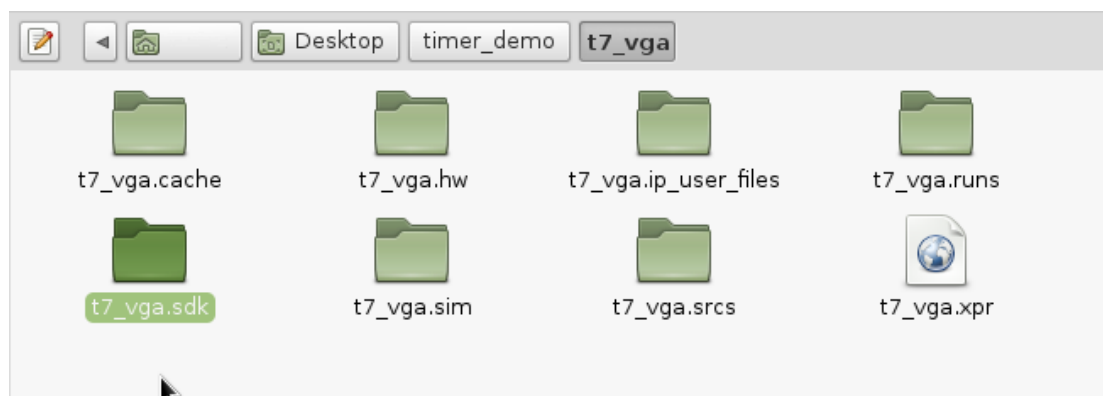 Desktop timer_demo t7_vga
t7_vga.cache t7_vga.hw t7_vga.ip_user_files t7_vga.runs
t7_vga.sdk t7_vga.sim t7_vga.srcs t7_vga.xpr